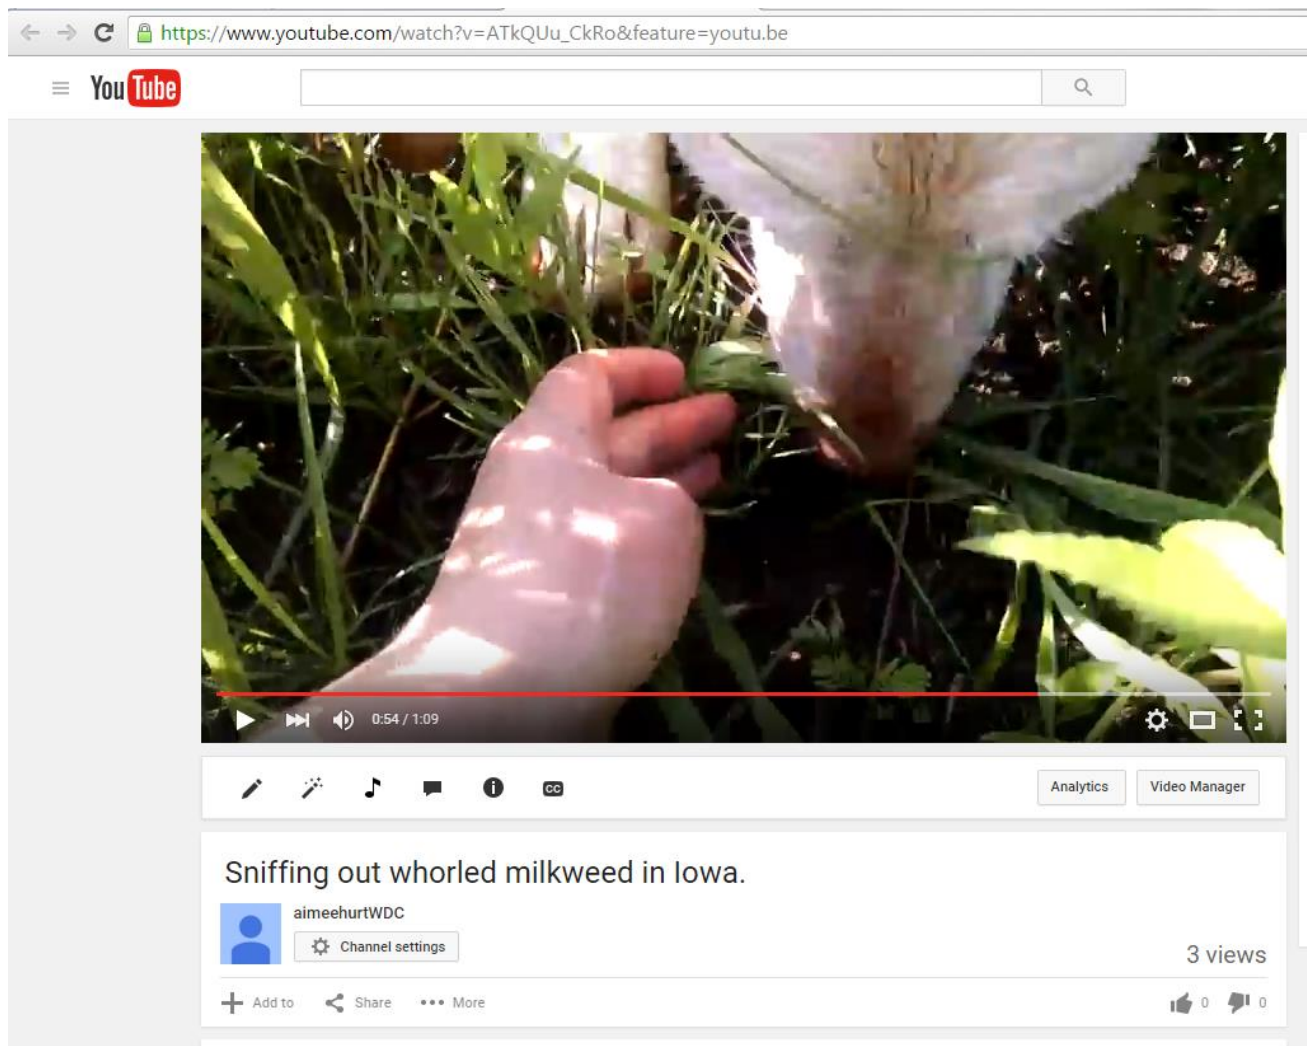 https://www.youtube.com/watch?v=ATkQUu_CkRo&feature=youtu.be
YouTube
0:54 / 1:09
CC
Analytics
Video Manager
Sniffing out whorled milkweed in Iowa.
aimeehurtWDC
Channel settings
3 views
Add to
Share
More
0
0